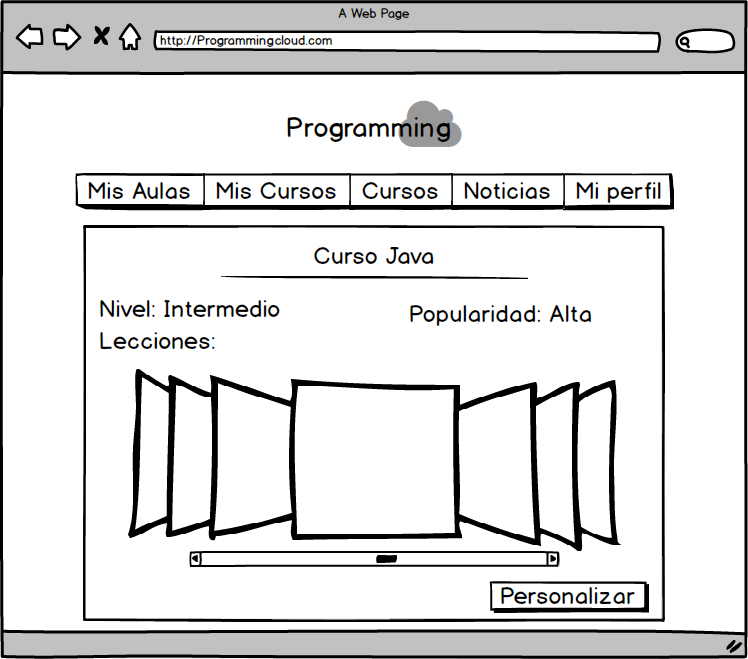 A Web Page
http://Programmingcloud.com
Programming
Mis Aulas Mis Cursos Cursos Noticias Mi perfil
Curso Java
Nivel: Intermedio
Popularidad: Alta
Lecciones:
Personalizar